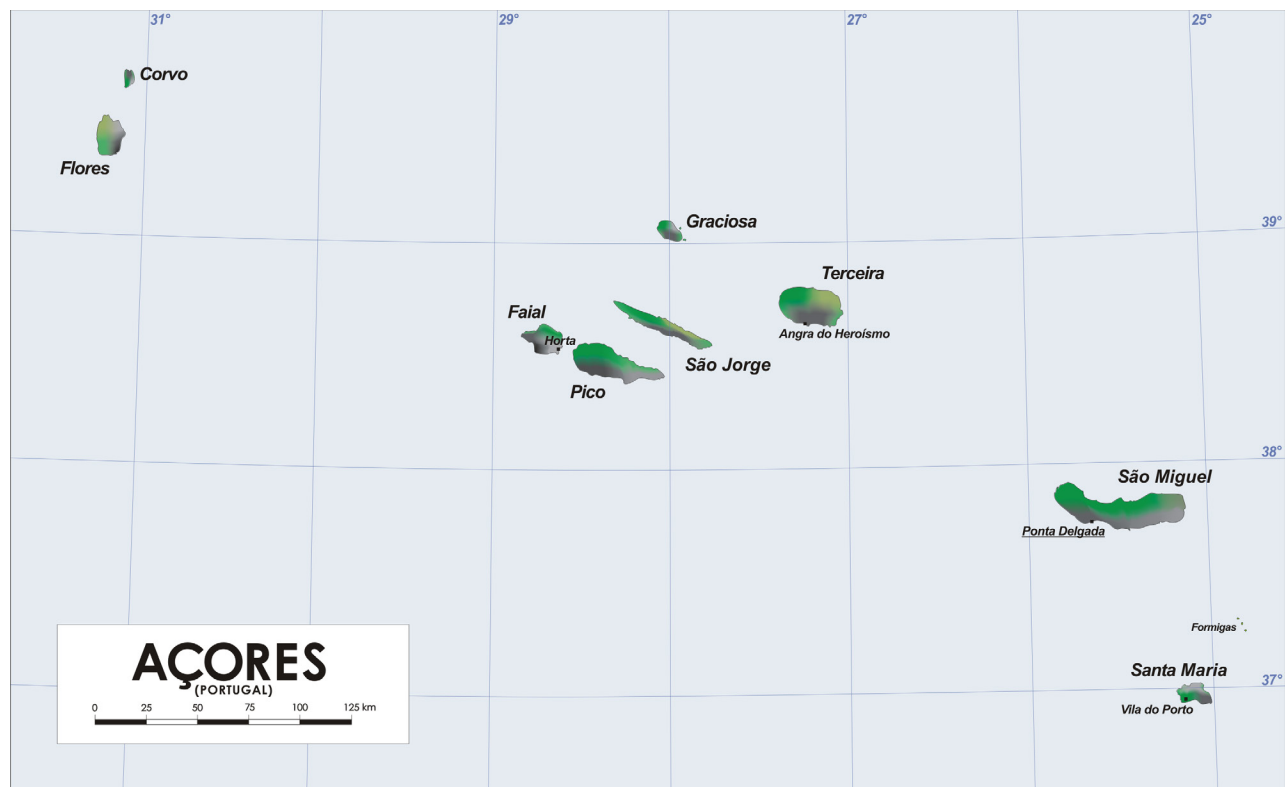 31°
29°
27°
25°
Corvo
Flores
Graciosa
39°
Terceira
Faial
Horta
Angra do Heroísmo
São Jorge
Pico
38°
São Miguel
Ponta Delgada
Formigas
Santa Maria
37°
Vila do Porto
AÇORES
(PORTUGAL)
0 25 50 75 100 125 km